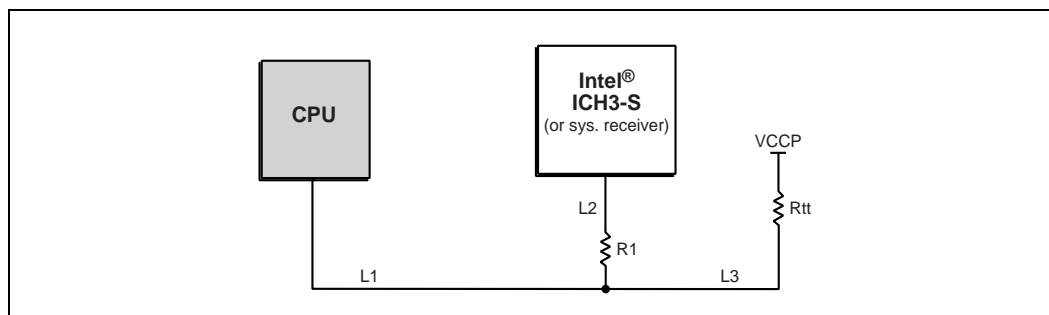 CPU
Intel®
ICH3-S
(or sys. receiver)
VCCP
L2
Rtt
R1
L1
L3